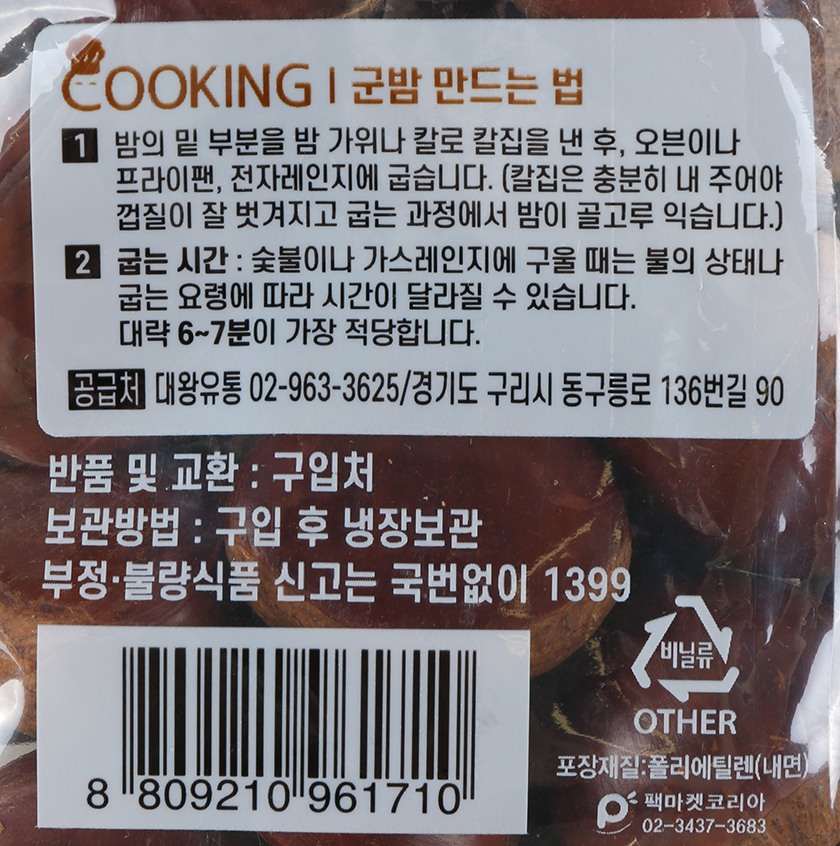 COOKING | 군밤 만드는 법
1 밤의 밑 부분을 밤 가위나 칼로 칼집을 낸 후, 오븐이나
프라이팬, 전자레인지에 굽습니다. (칼집은 충분히 내 주어야
껍질이 잘 벗겨지고 굽는 과정에서 밤이 골고루 익습니다.)
2 굽는 시간 : 숯불이나 가스레인지에 구울 때는 불의 상태나
굽는 요령에 따라 시간이 달라질 수 있습니다.
대략 6~7분이 가장 적당합니다.
공급처 대왕유통 02-963-3625/경기도 구리시 동구릉로 136번길 90
반품 및 교환 : 구입처
보관방법 : 구입 후 냉장보관
부정·불량식품 신고는 국번없이 1399
8 809210 961710
비닐류
OTHER
포장재질:폴리에틸렌(내면)
팩마켓코리아
02-3437-3683